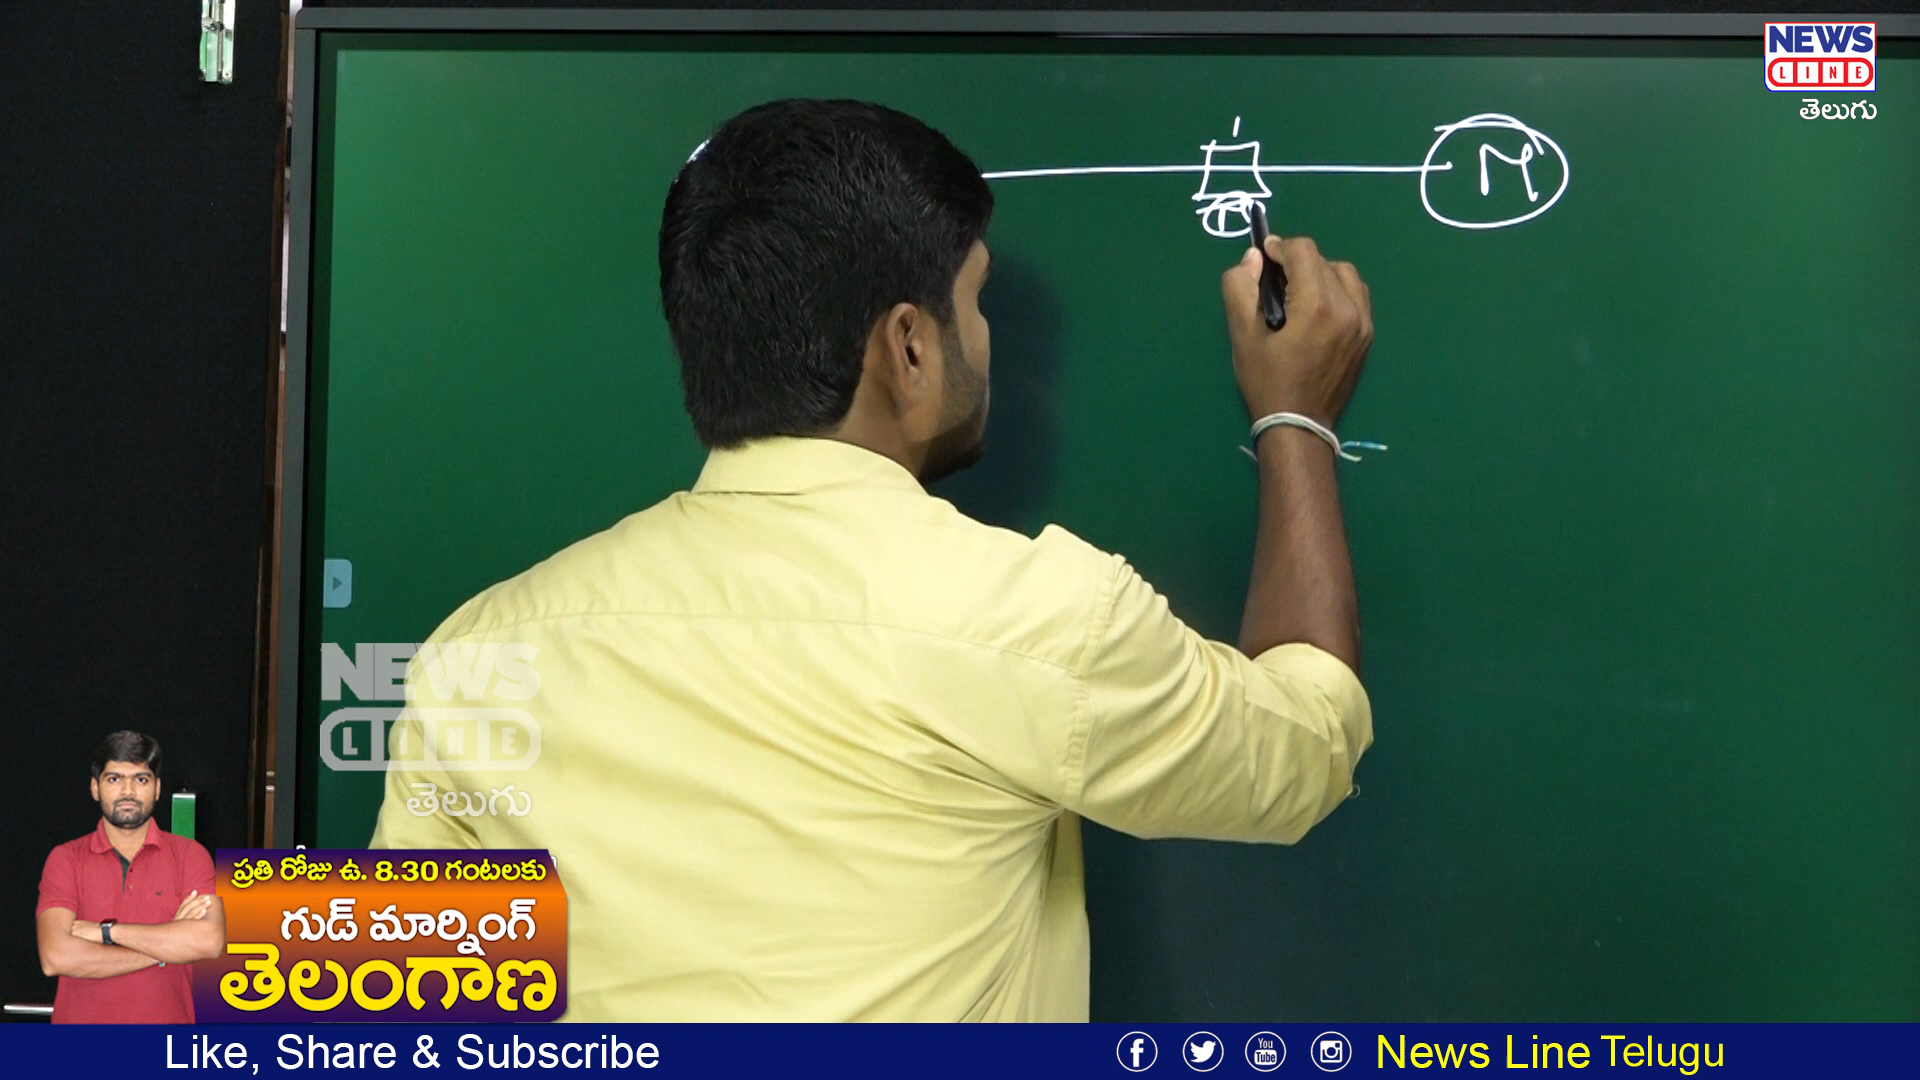 NEWS
LINE
తెలుగు
M
NEWS
LINE
తెలుగు
ప్రతి రోజు ఉ. 8.30 గంటలకు
గుడ్ మార్నింగ్
తెలంగాణ
Like, Share & Subscribe
You
Tube
News Line Telugu